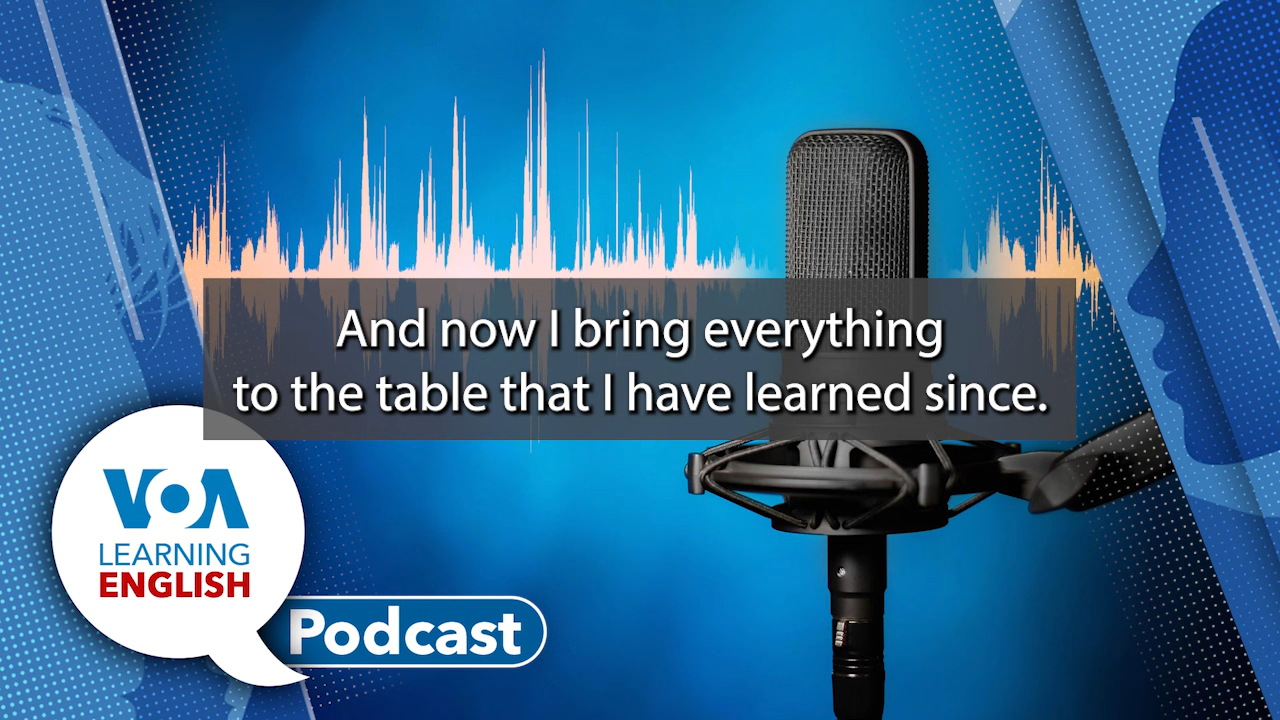 And now I bring everything
to the table that I have learned since.
VOA
LEARNING
ENGLISH
Podcast